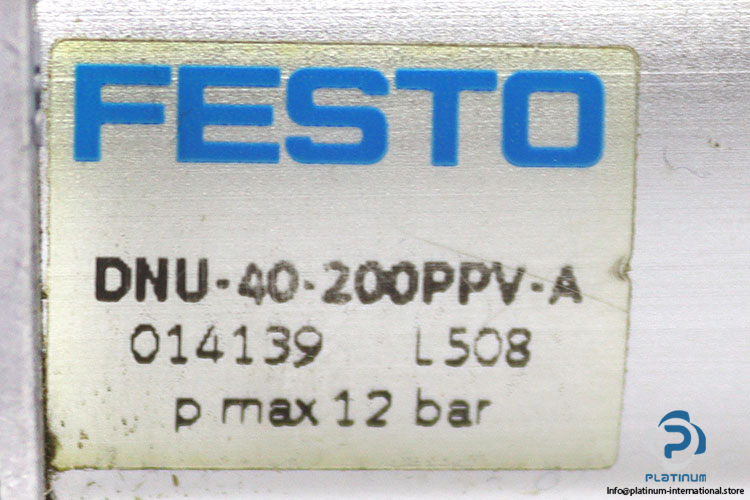 FESTO
DNU-40-200PPV-A
014139 L508
p max 12 bar
PLATINUM
Info@platinum-international.store